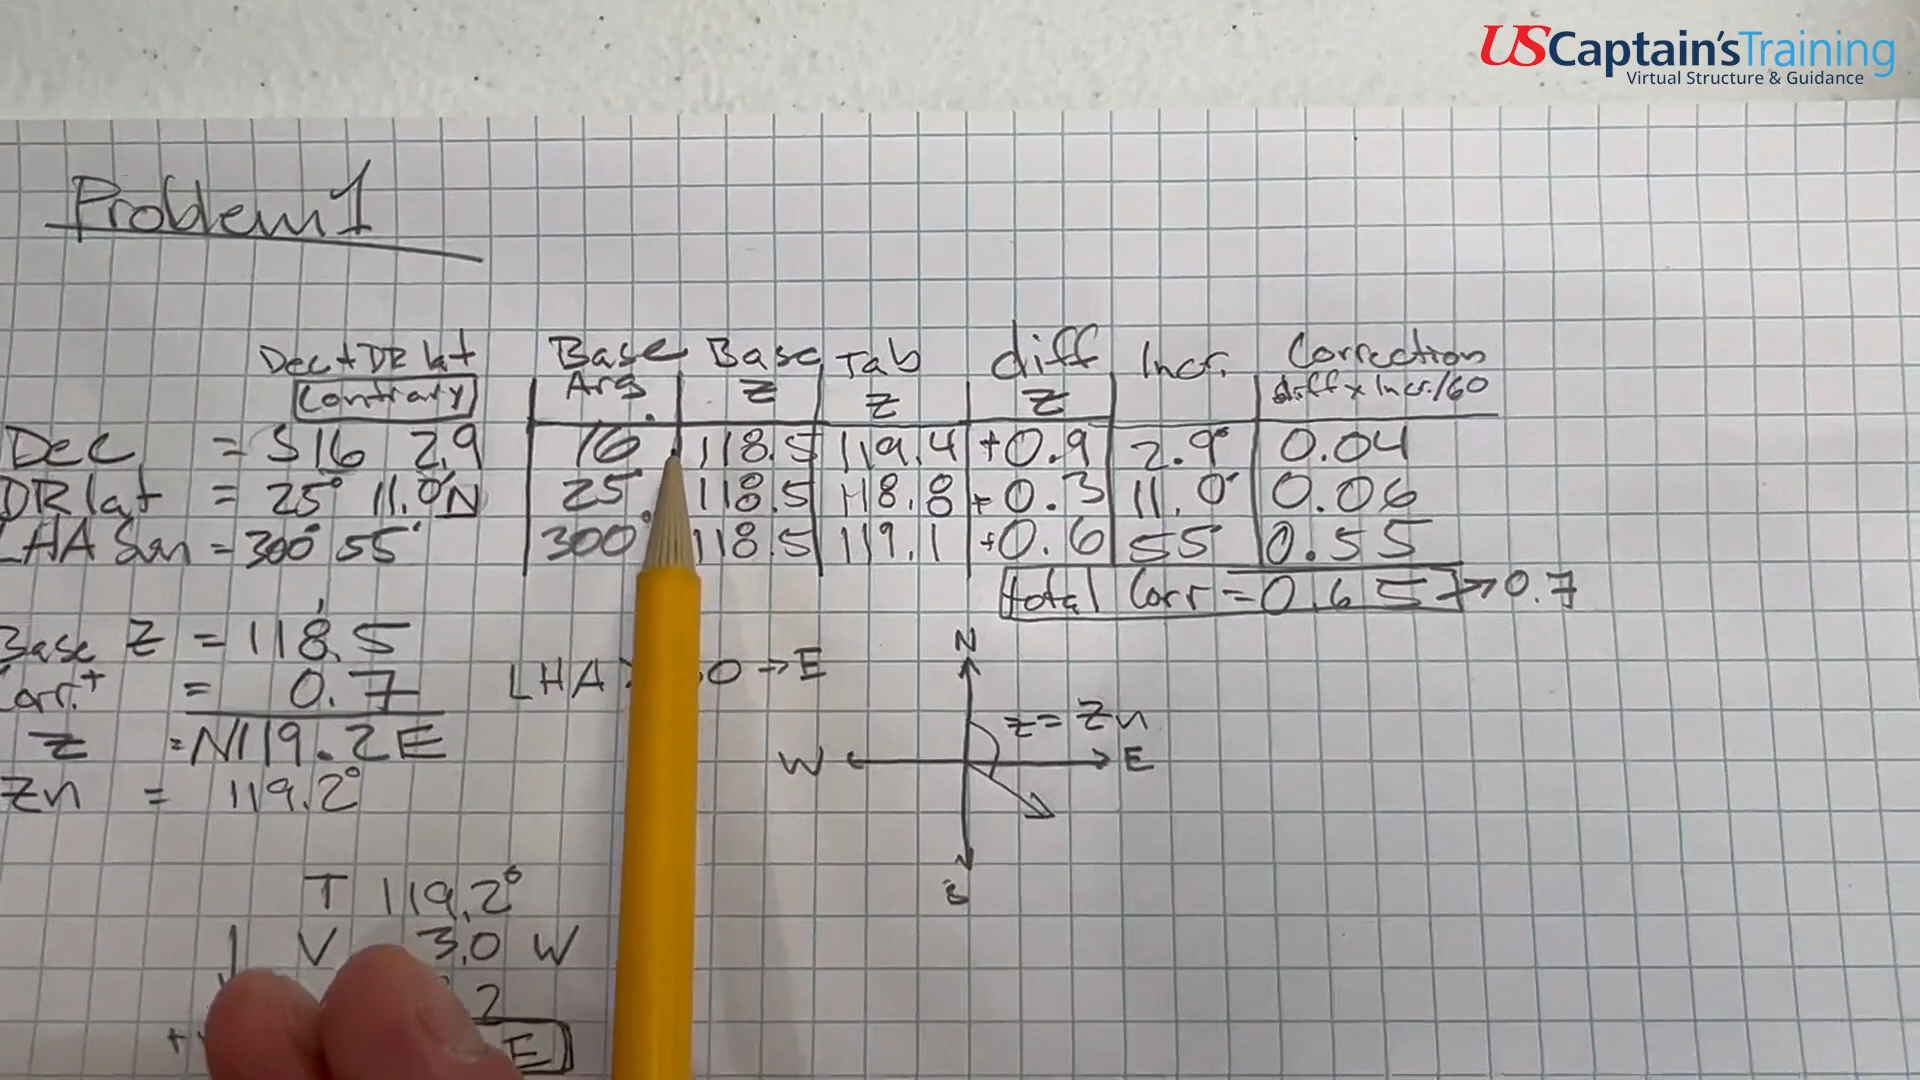 USCaptain'sTraining
Virtual Structure & Guidance
Problem 1
Dec + DR lat Base Base Tab diff Incr. Correction
Contrary Arg. Z Z Z diff x Incr./60
Dec = S16 2.9 16° 118.5 119.4 +0.9 2.9' 0.04
DR lat = 25° 11.0'N 25 118.5 118.8 +0.3 11.0' 0.06
LHA Sun = 300° 55' 300° 118.5 119.1 +0.6 55' 0.55
total Corr = 0.65 → 0.7
Base Z = 118.5
Corr.+ = 0.7 LHA → E N
Z = N119.2E Z = Zn
W E
Zn = 119.2°
T 119.2° S
V 3.0 W
2
E